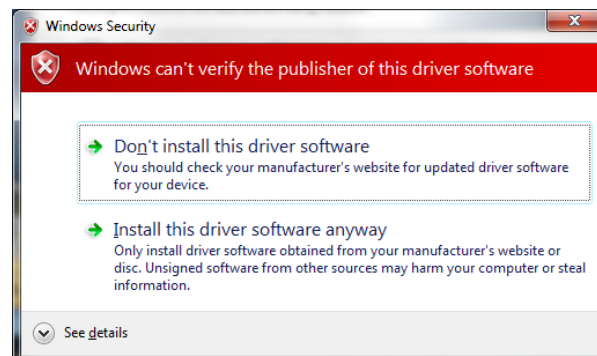 Windows Security
Windows can't verify the publisher of this driver software
Don't install this driver software
You should check your manufacturer's website for updated driver software
for your device.
Install this driver software anyway
Only install driver software obtained from your manufacturer's website or
disc. Unsigned software from other sources may harm your computer or steal
information.
See details